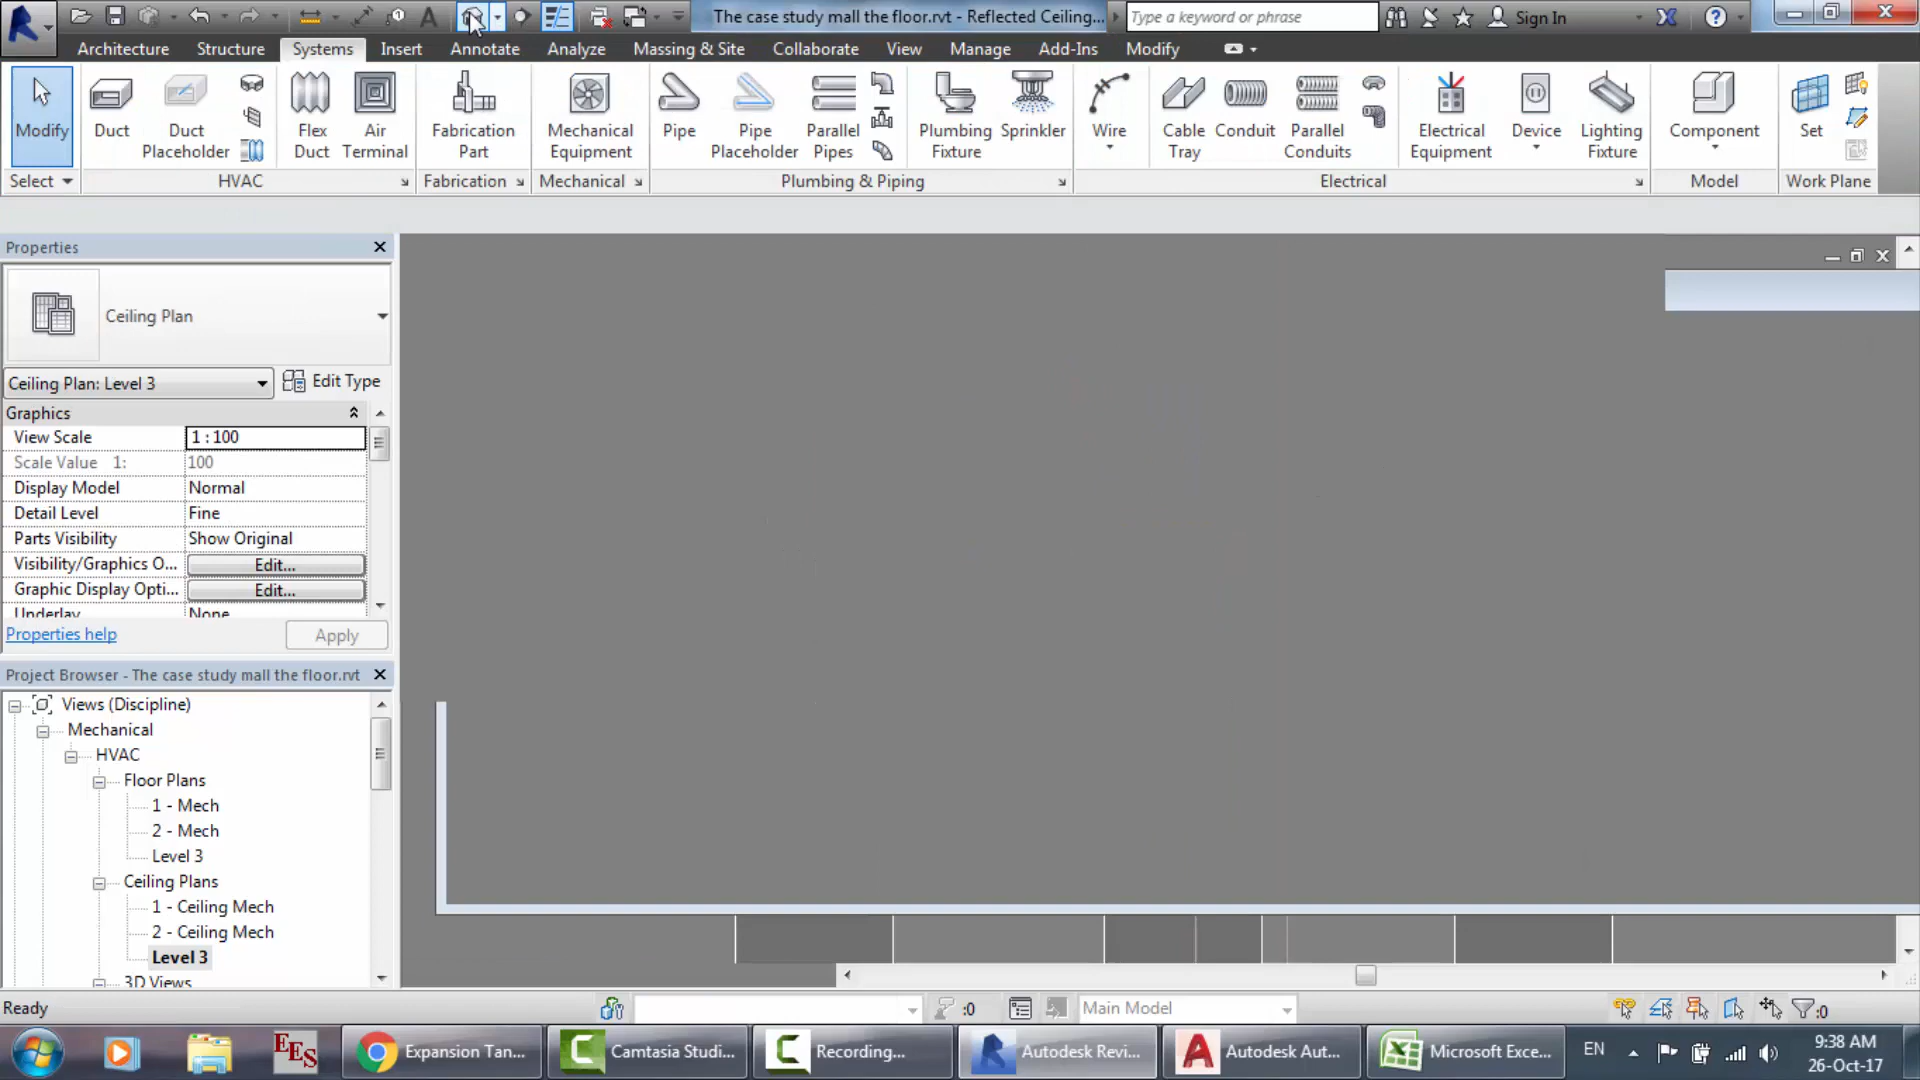 The case study mall the floor.rvt - Reflected Ceiling...
Type a keyword or phrase
Sign In
Architecture Structure Systems Insert Annotate Analyze Massing & Site Collaborate View Manage Add-Ins Modify
Modify
Duct
Duct Placeholder
Flex Duct
Air Terminal
Fabrication Part
Mechanical Equipment
Pipe
Pipe Placeholder
Parallel Pipes
Plumbing Fixture
Sprinkler
Wire
Cable Tray
Conduit
Parallel Conduits
Electrical Equipment
Device
Lighting Fixture
Component
Set
Select HVAC Fabrication Mechanical Plumbing & Piping Electrical Model Work Plane
Properties
Ceiling Plan
Ceiling Plan: Level 3 Edit Type
Graphics
View Scale 1 : 100
Scale Value 1: 100
Display Model Normal
Detail Level Fine
Parts Visibility Show Original
Visibility/Graphics O... Edit...
Graphic Display Opti... Edit...
Underlay None
Properties help Apply
Project Browser - The case study mall the floor.rvt
Views (Discipline)
Mechanical
HVAC
Floor Plans
1 - Mech
2 - Mech
Level 3
Ceiling Plans
1 - Ceiling Mech
2 - Ceiling Mech
Level 3
3D Views
Ready :0 Main Model :0
EES
Expansion Tan...
Camtasia Studi...
Recording...
Autodesk Revi...
Autodesk Aut...
Microsoft Exce...
EN
9:38 AM
26-Oct-17